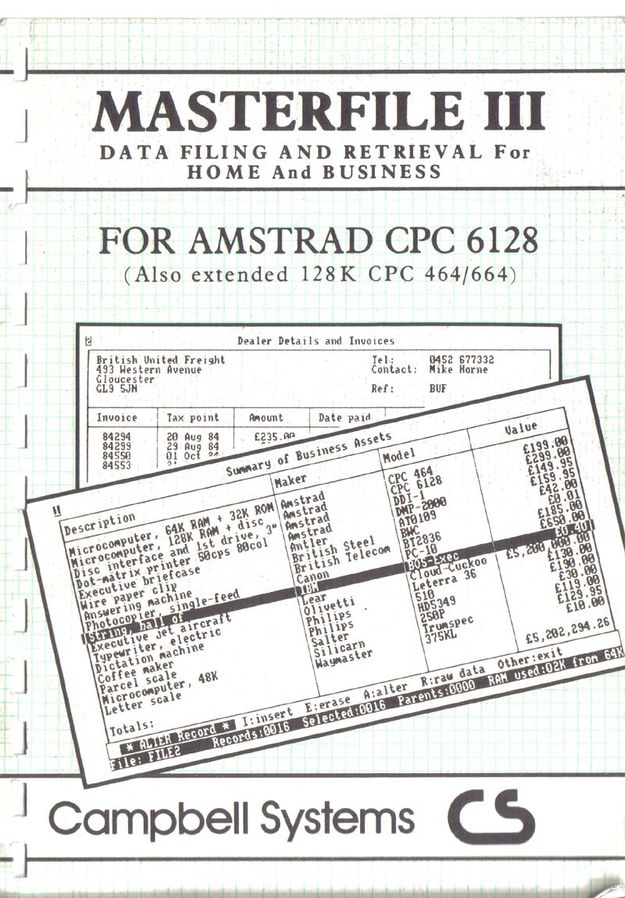 MASTERFILE III
DATA FILING AND RETRIEVAL For
HOME And BUSINESS
FOR AMSTRAD CPC 6128
(Also extended 128K CPC 464/664)
Dealer Details and Invoices
British United Freight Tel: 0452 677332
493 Western Avenue Contact: Mike Horne
Gloucester
GL9 5JN Ref: BUF
Invoice Tax point Amount Date paid
84294 20 Aug 84 £235.00
84299 29 Aug 84
84550 01 Oct 84
84553
Summary of Business Assets
Description Maker Model Value
Microcomputer, 64K RAM + 32K ROM Amstrad CPC 464 £199.00
Microcomputer, 128K RAM + disc Amstrad CPC 6128 £299.00
Disc interface and 1st drive, 3" Amstrad DDI-1 £149.95
Dot-matrix printer 50cps 80col Amstrad DMP-2000 £159.95
Executive briefcase Antler AT0109 £42.00
Wire paper clip British Steel BWC £0.01
Answering machine British Telecom DT2836 £185.00
Photocopier, single-feed Canon PC-10 £650.00
String, ball of IBM BOS-Exec £0.40
Executive jet aircraft Lear Cloud-Cuckoo £5,200,000.00
Typewriter, electric Olivetti Leterra 36 £130.00
Dictation machine Philips 510 £190.00
Coffee maker Philips HD5349 £30.00
Parcel scale Salter 250P £119.00
Microcomputer, 48K Silicarn Trumspec £129.95
Letter scale Waymaster 375XL £10.00
Totals: £5,202,294.26
* ALTER Record * I:insert E:erase A:alter R:raw data Other:exit
File: FILE2 Records:0016 Selected:0016 Parents:0000 RAM used:02K from 64K
Campbell Systems CS